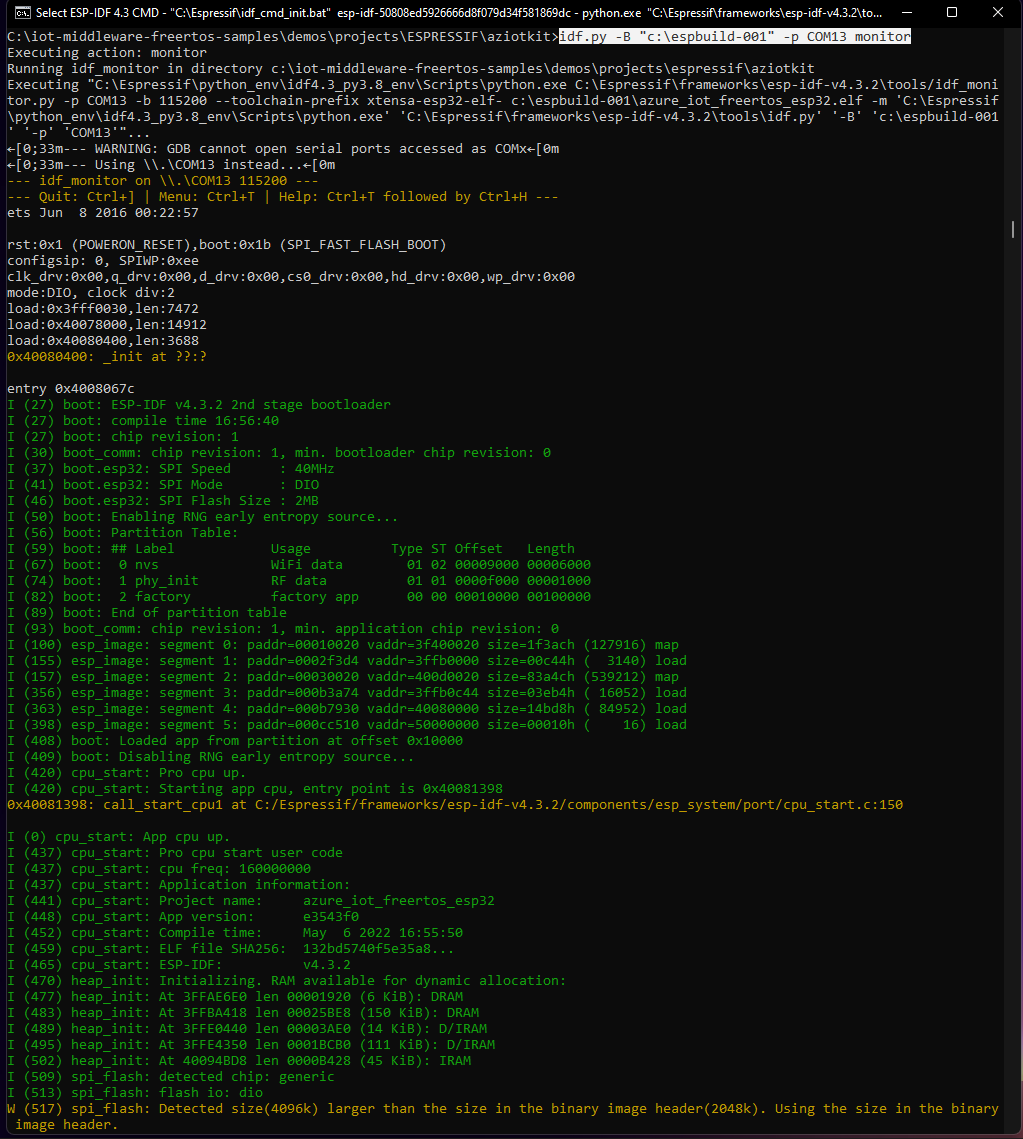 Select ESP-IDF 4.3 CMD - "C:\Espressif\idf_cmd_init.bat"  esp-idf-50808ed5926666d8f079d34f581869dc - python.exe  "C:\Espressif\frameworks\esp-idf-v4.3.2\to...
C:\iot-middleware-freertos-samples\demos\projects\ESPRESSIF\aziotkit>idf.py -B "c:\espbuild-001" -p COM13 monitor
Executing action: monitor
Running idf_monitor in directory c:\iot-middleware-freertos-samples\demos\projects\espressif\aziotkit
Executing "C:\Espressif\python_env\idf4.3_py3.8_env\Scripts\python.exe C:\Espressif\frameworks\esp-idf-v4.3.2\tools/idf_moni
tor.py -p COM13 -b 115200 --toolchain-prefix xtensa-esp32-elf- c:\espbuild-001\azure_iot_freertos_esp32.elf -m 'C:\Espressif
\python_env\idf4.3_py3.8_env\Scripts\python.exe' 'C:\Espressif\frameworks\esp-idf-v4.3.2\tools\idf.py' '-B' 'c:\espbuild-001
' '-p' 'COM13'"...
←[0;33m--- WARNING: GDB cannot open serial ports accessed as COMx←[0m
←[0;33m--- Using \\.\COM13 instead...←[0m
--- idf_monitor on \\.\COM13 115200 ---
--- Quit: Ctrl+] | Menu: Ctrl+T | Help: Ctrl+T followed by Ctrl+H ---
ets Jun  8 2016 00:22:57
rst:0x1 (POWERON_RESET),boot:0x1b (SPI_FAST_FLASH_BOOT)
configsip: 0, SPIWP:0xee
clk_drv:0x00,q_drv:0x00,d_drv:0x00,cs0_drv:0x00,hd_drv:0x00,wp_drv:0x00
mode:DIO, clock div:2
load:0x3fff0030,len:7472
load:0x40078000,len:14912
load:0x40080400,len:3688
0x40080400: _init at ??:?
entry 0x4008067c
I (27) boot: ESP-IDF v4.3.2 2nd stage bootloader
I (27) boot: compile time 16:56:40
I (27) boot: chip revision: 1
I (30) boot_comm: chip revision: 1, min. bootloader chip revision: 0
I (37) boot.esp32: SPI Speed      : 40MHz
I (41) boot.esp32: SPI Mode       : DIO
I (46) boot.esp32: SPI Flash Size : 2MB
I (50) boot: Enabling RNG early entropy source...
I (56) boot: Partition Table:
I (59) boot: ## Label            Usage          Type ST Offset   Length
I (67) boot:  0 nvs              WiFi data        01 02 00009000 00006000
I (74) boot:  1 phy_init         RF data          01 01 0000f000 00001000
I (82) boot:  2 factory          factory app      00 00 00010000 00100000
I (89) boot: End of partition table
I (93) boot_comm: chip revision: 1, min. application chip revision: 0
I (100) esp_image: segment 0: paddr=00010020 vaddr=3f400020 size=1f3ach (127916) map
I (155) esp_image: segment 1: paddr=0002f3d4 vaddr=3ffb0000 size=00c44h (  3140) load
I (157) esp_image: segment 2: paddr=00030020 vaddr=400d0020 size=83a4ch (539212) map
I (356) esp_image: segment 3: paddr=000b3a74 vaddr=3ffb0c44 size=03eb4h ( 16052) load
I (363) esp_image: segment 4: paddr=000b7930 vaddr=40080000 size=14bd8h ( 84952) load
I (398) esp_image: segment 5: paddr=000cc510 vaddr=50000000 size=00010h (    16) load
I (408) boot: Loaded app from partition at offset 0x10000
I (409) boot: Disabling RNG early entropy source...
I (420) cpu_start: Pro cpu up.
I (420) cpu_start: Starting app cpu, entry point is 0x40081398
0x40081398: call_start_cpu1 at C:/Espressif/frameworks/esp-idf-v4.3.2/components/esp_system/port/cpu_start.c:150
I (0) cpu_start: App cpu up.
I (437) cpu_start: Pro cpu start user code
I (437) cpu_start: cpu freq: 160000000
I (437) cpu_start: Application information:
I (441) cpu_start: Project name:     azure_iot_freertos_esp32
I (448) cpu_start: App version:      e3543f0
I (452) cpu_start: Compile time:     May  6 2022 16:55:50
I (459) cpu_start: ELF file SHA256:  132bd5740f5e35a8...
I (465) cpu_start: ESP-IDF:          v4.3.2
I (470) heap_init: Initializing. RAM available for dynamic allocation:
I (477) heap_init: At 3FFAE6E0 len 00001920 (6 KiB): DRAM
I (483) heap_init: At 3FFBA418 len 00025BE8 (150 KiB): DRAM
I (489) heap_init: At 3FFE0440 len 00003AE0 (14 KiB): D/IRAM
I (495) heap_init: At 3FFE4350 len 0001BCB0 (111 KiB): D/IRAM
I (502) heap_init: At 40094BD8 len 0000B428 (45 KiB): IRAM
I (509) spi_flash: detected chip: generic
I (513) spi_flash: flash io: dio
W (517) spi_flash: Detected size(4096k) larger than the size in the binary image header(2048k). Using the size in the binary
 image header.